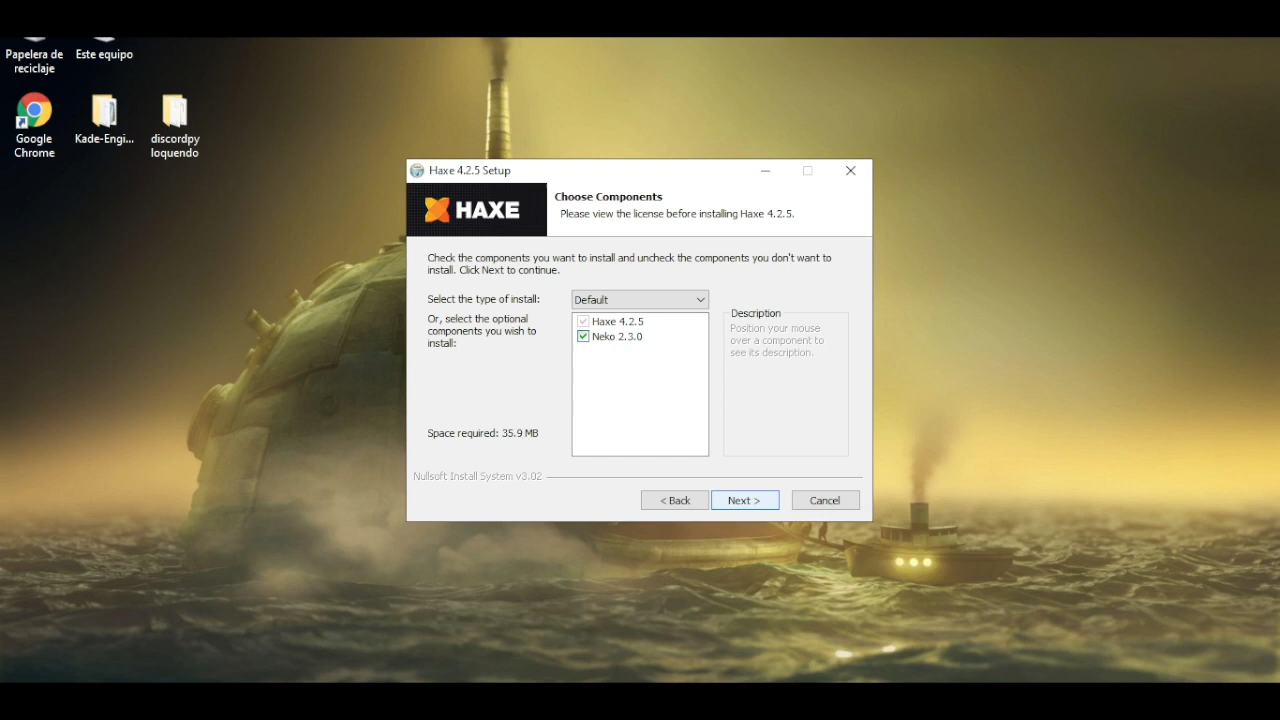 Papelera de
reciclaje
Este equipo
Google
Chrome
Kade-Engi...
discordpy
loquendo
Haxe 4.2.5 Setup
HAXE
Choose Components
Please view the license before installing Haxe 4.2.5.
Check the components you want to install and uncheck the components you don't want to
install. Click Next to continue.
Select the type of install:
Default
Or, select the optional
components you wish to
install:
Haxe 4.2.5
Neko 2.3.0
Description
Position your mouse
over a component to
see its description.
Space required: 35.9 MB
Nullsoft Install System v3.02
< Back
Next >
Cancel